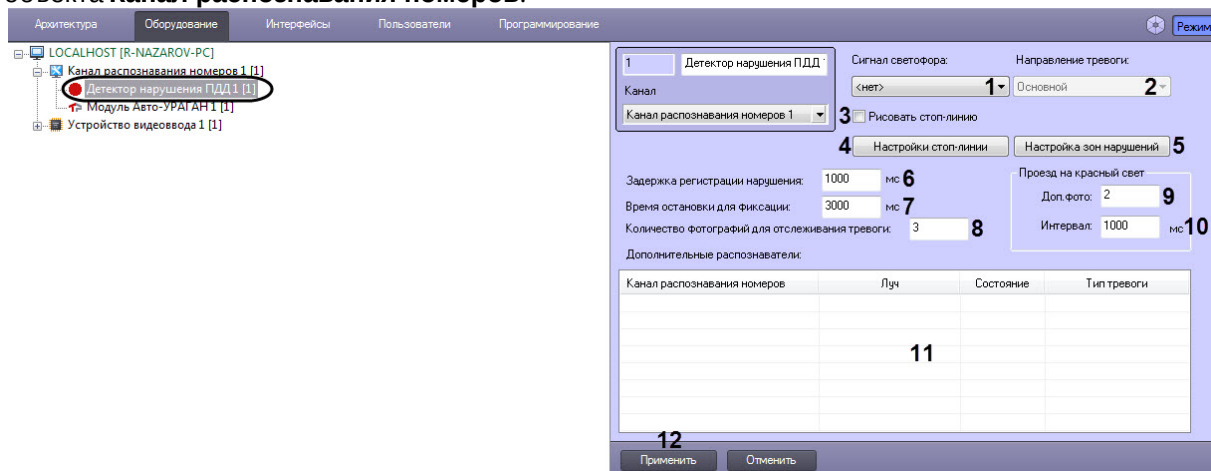 объекта Канал распознавания номеров.
Архитектура Оборудование Интерфейсы Пользователи Программирование Режим
LOCALHOST [R-NAZAROV-PC]
Канал распознавания номеров 1 [1]
Детектор нарушения ПДД 1 [1]
Модуль Авто-УРАГАН 1 [1]
Устройство видеоввода 1 [1]
1 Детектор нарушения ПДД
Канал
Канал распознавания номеров 1
Сигнал светофора: Направление тревоги:
<нет> 1 Основной 2
3 Рисовать стоп-линию
4 Настройки стоп-линии Настройка зон нарушений 5
Задержка регистрации нарушения: 1000 мс 6
Время остановки для фиксации: 3000 мс 7
Количество фотографий для отслеживания тревоги: 3 8
Проезд на красный свет
Доп.фото: 2 9
Интервал: 1000 мс 10
Дополнительные распознаватели:
Канал распознавания номеров Луч Состояние Тип тревоги
11
12
Применить Отменить